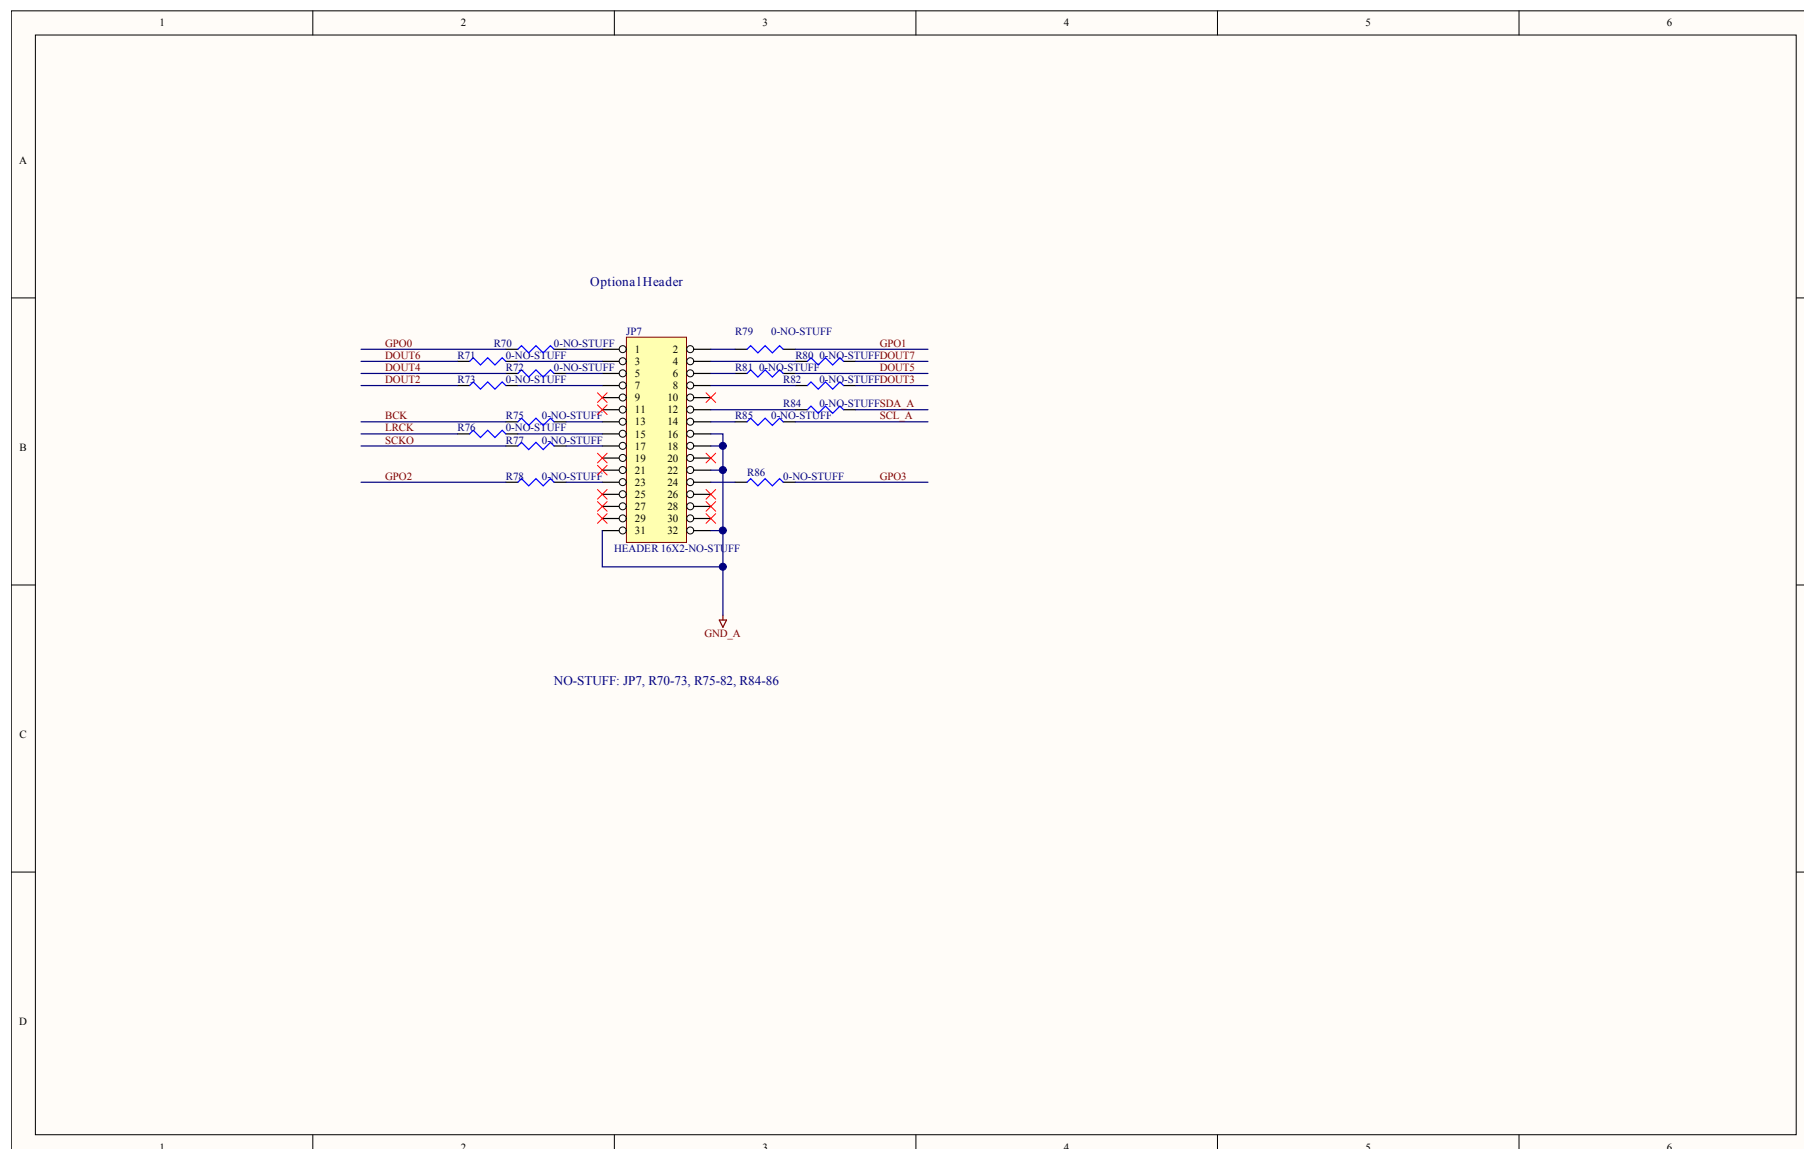 1 2 3 4 5 6
A
Optiona1Header
JP7 R79 0-NO-STUFF
GPO0 R70 0-NO-STUFF 1 2 GPO1
DOUT6 R71 0-NO-STUFF 3 4 R80 0-NO-STUFF DOUT7
DOUT4 R72 0-NO-STUFF 5 6 R81 0-NO-STUFF DOUT5
DOUT2 R73 0-NO-STUFF 7 8 R82 0-NO-STUFF DOUT3
9 10
11 12 R84 0-NO-STUFF SDA_A
BCK R75 0-NO-STUFF 13 14 R85 0-NO-STUFF SCL_A
LRCK R76 0-NO-STUFF 15 16
SCKO R77 0-NO-STUFF 17 18
B
19 20
21 22
GPO2 R78 0-NO-STUFF 23 24 R86 0-NO-STUFF GPO3
25 26
27 28
29 30
31 32
HEADER 16X2-NO-STUFF
GND_A
NO-STUFF: JP7, R70-73, R75-82, R84-86
C
D
1 2 3 4 5 6